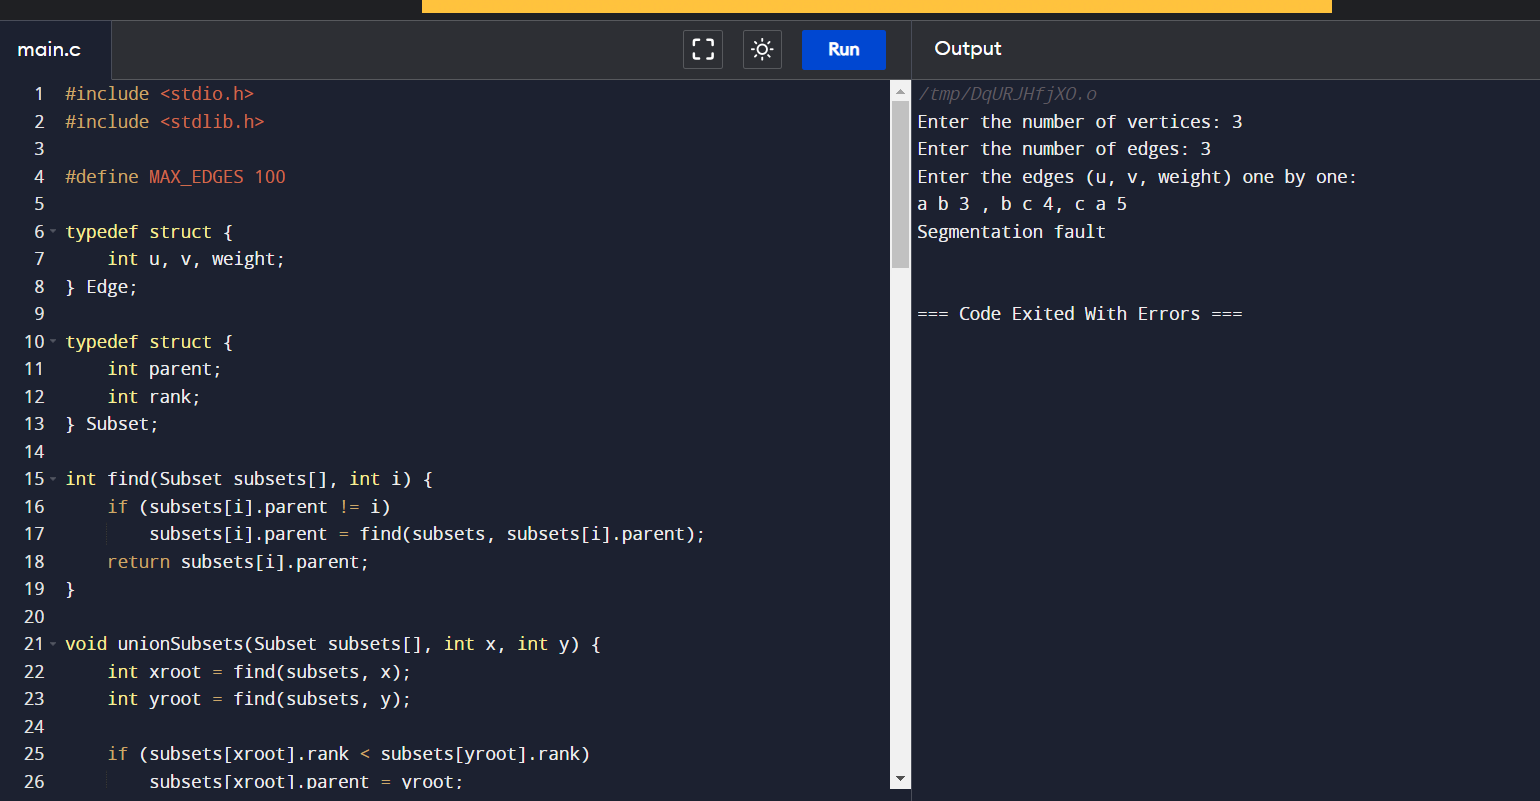 main.c
Run
Output
1 #include <stdio.h>
2 #include <stdlib.h>
3
4 #define MAX_EDGES 100
5
6 typedef struct {
7 int u, v, weight;
8 } Edge;
9
10 typedef struct {
11 int parent;
12 int rank;
13 } Subset;
14
15 int find(Subset subsets[], int i) {
16 if (subsets[i].parent != i)
17 subsets[i].parent = find(subsets, subsets[i].parent);
18 return subsets[i].parent;
19 }
20
21 void unionSubsets(Subset subsets[], int x, int y) {
22 int xroot = find(subsets, x);
23 int yroot = find(subsets, y);
24
25 if (subsets[xroot].rank < subsets[yroot].rank)
26 subsets[xroot].parent = yroot;
/tmp/DqURJHfjXO.o
Enter the number of vertices: 3
Enter the number of edges: 3
Enter the edges (u, v, weight) one by one:
a b 3 , b c 4, c a 5
Segmentation fault
=== Code Exited With Errors ===